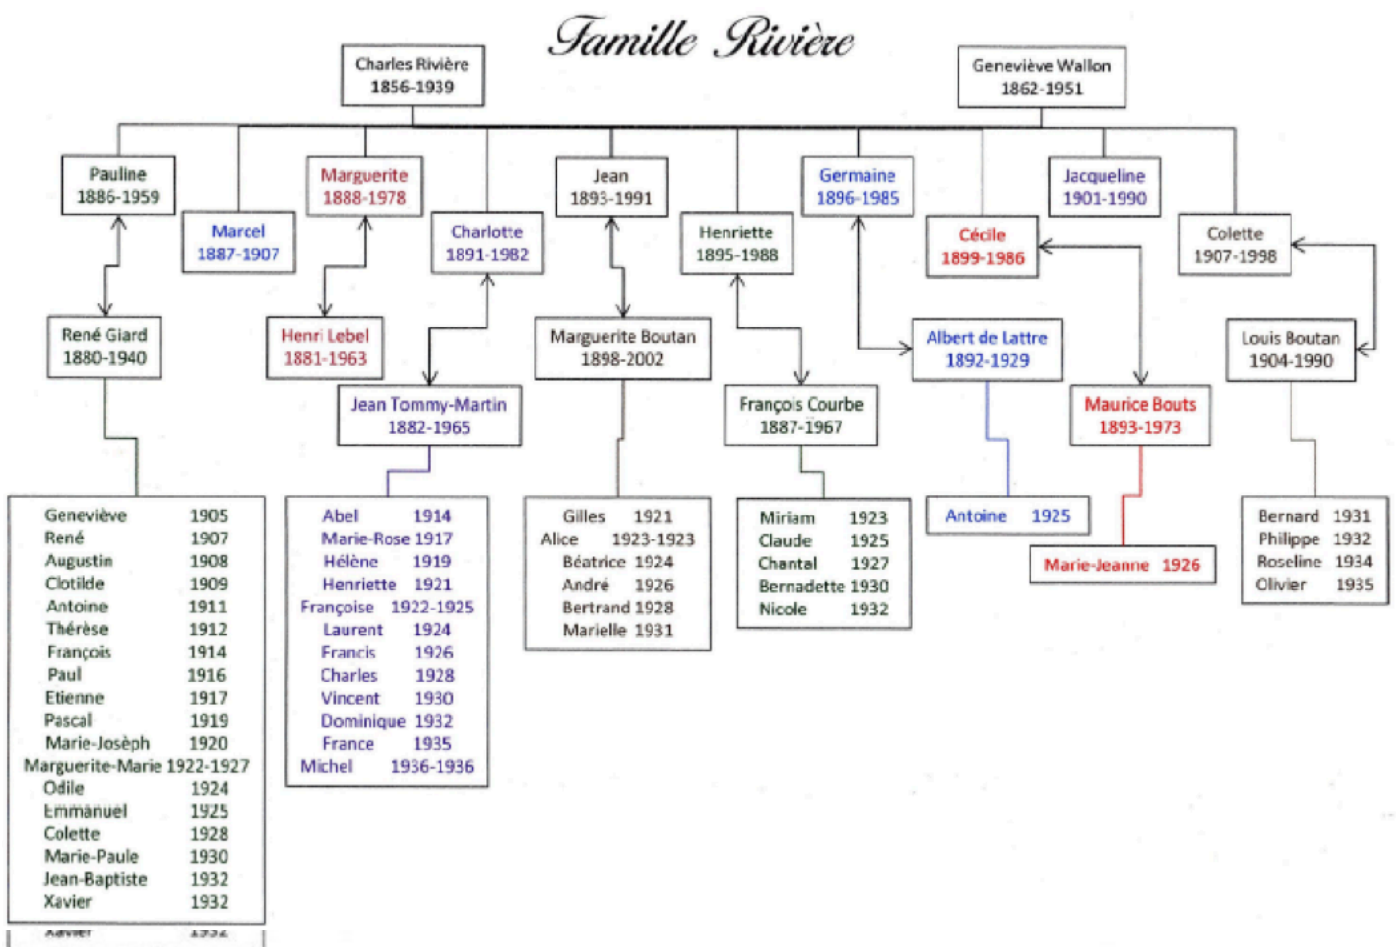 Famille Rivière
Charles Rivière
1856-1939
Geneviève Wallon
1862-1951
Pauline
1886-1959
Marcel
1887-1907
Marguerite
1888-1978
Charlotte
1891-1982
Jean
1893-1991
Henriette
1895-1988
Germaine
1896-1985
Cécile
1899-1986
Jacqueline
1901-1990
Colette
1907-1998
René Giard
1880-1940
Henri Lebel
1881-1963
Jean Tommy-Martin
1882-1965
Marguerite Boutan
1898-2002
François Courbe
1887-1967
Albert de Lattre
1892-1929
Maurice Bouts
1893-1973
Louis Boutan
1904-1990
Geneviève 1905
René 1907
Augustin 1908
Clotilde 1909
Antoine 1911
Thérèse 1912
François 1914
Paul 1916
Etienne 1917
Pascal 1919
Marie-Josèph 1920
Marguerite-Marie 1922-1927
Odile 1924
Emmanuel 1925
Colette 1928
Marie-Paule 1930
Jean-Baptiste 1932
Xavier 1932
Xavier 1932
Abel 1914
Marie-Rose 1917
Hélène 1919
Henriette 1921
Françoise 1922-1925
Laurent 1924
Francis 1926
Charles 1928
Vincent 1930
Dominique 1932
France 1935
Michel 1936-1936
Gilles 1921
Alice 1923-1923
Béatrice 1924
André 1926
Bertrand 1928
Marielle 1931
Miriam 1923
Claude 1925
Chantal 1927
Bernadette 1930
Nicole 1932
Antoine 1925
Marie-Jeanne 1926
Bernard 1931
Philippe 1932
Roseline 1934
Olivier 1935